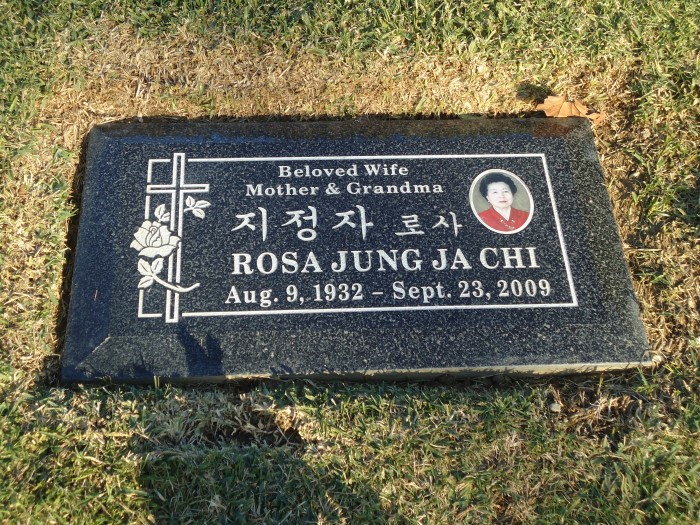 Beloved Wife
Mother & Grandma
지정자 로사
ROSA JUNG JA CHI
Aug. 9, 1932 – Sept. 23, 2009